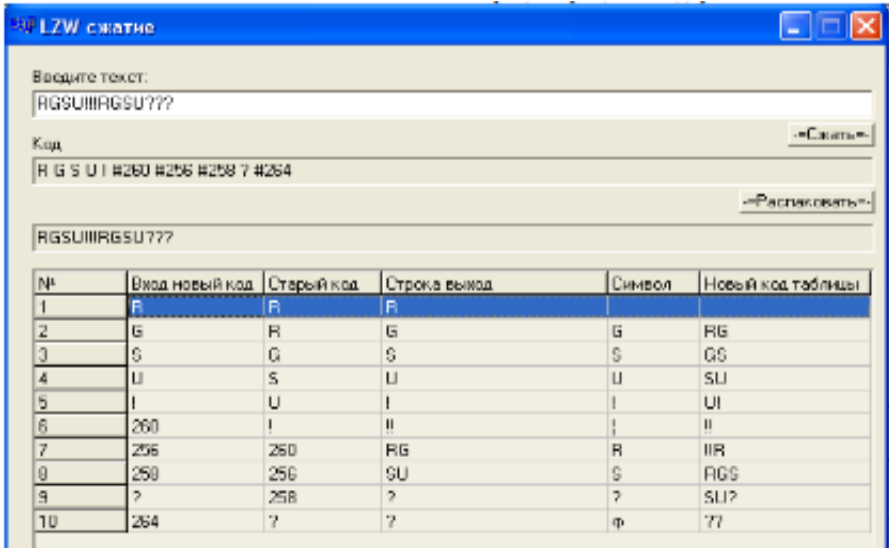 LZW сжатие
Введите текст:
RGSU!!!RGSU???
-=Сжать=-
Код
R G S U ! #260 #256 #258 ? #264
-=Распаковать=-
RGSU!!!RGSU???
№ Вход новый код Старый код Строка выход Символ Новый код таблицы
1 R R R
2 G R G G RG
3 S G S S GS
4 U S U U SU
5 ! U ! ! U!
6 260 ! !! ! !!
7 256 260 RG R !!R
8 258 256 SU S RGS
9 ? 258 ? ? SU?
10 264 ? ? ф ??